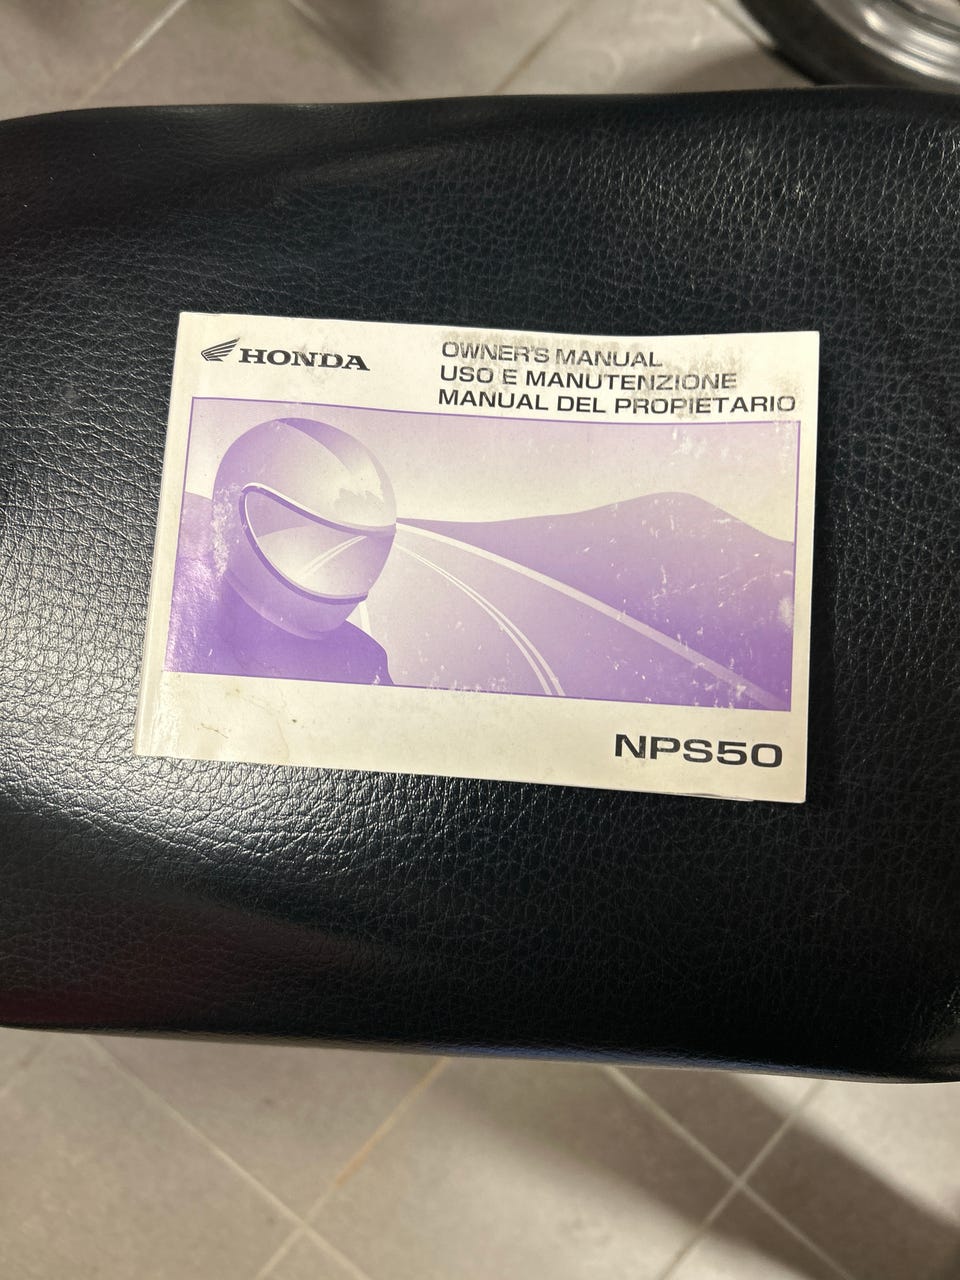 HONDA
OWNER'S MANUAL
USO E MANUTENZIONE
MANUAL DEL PROPIETARIO
NPS50